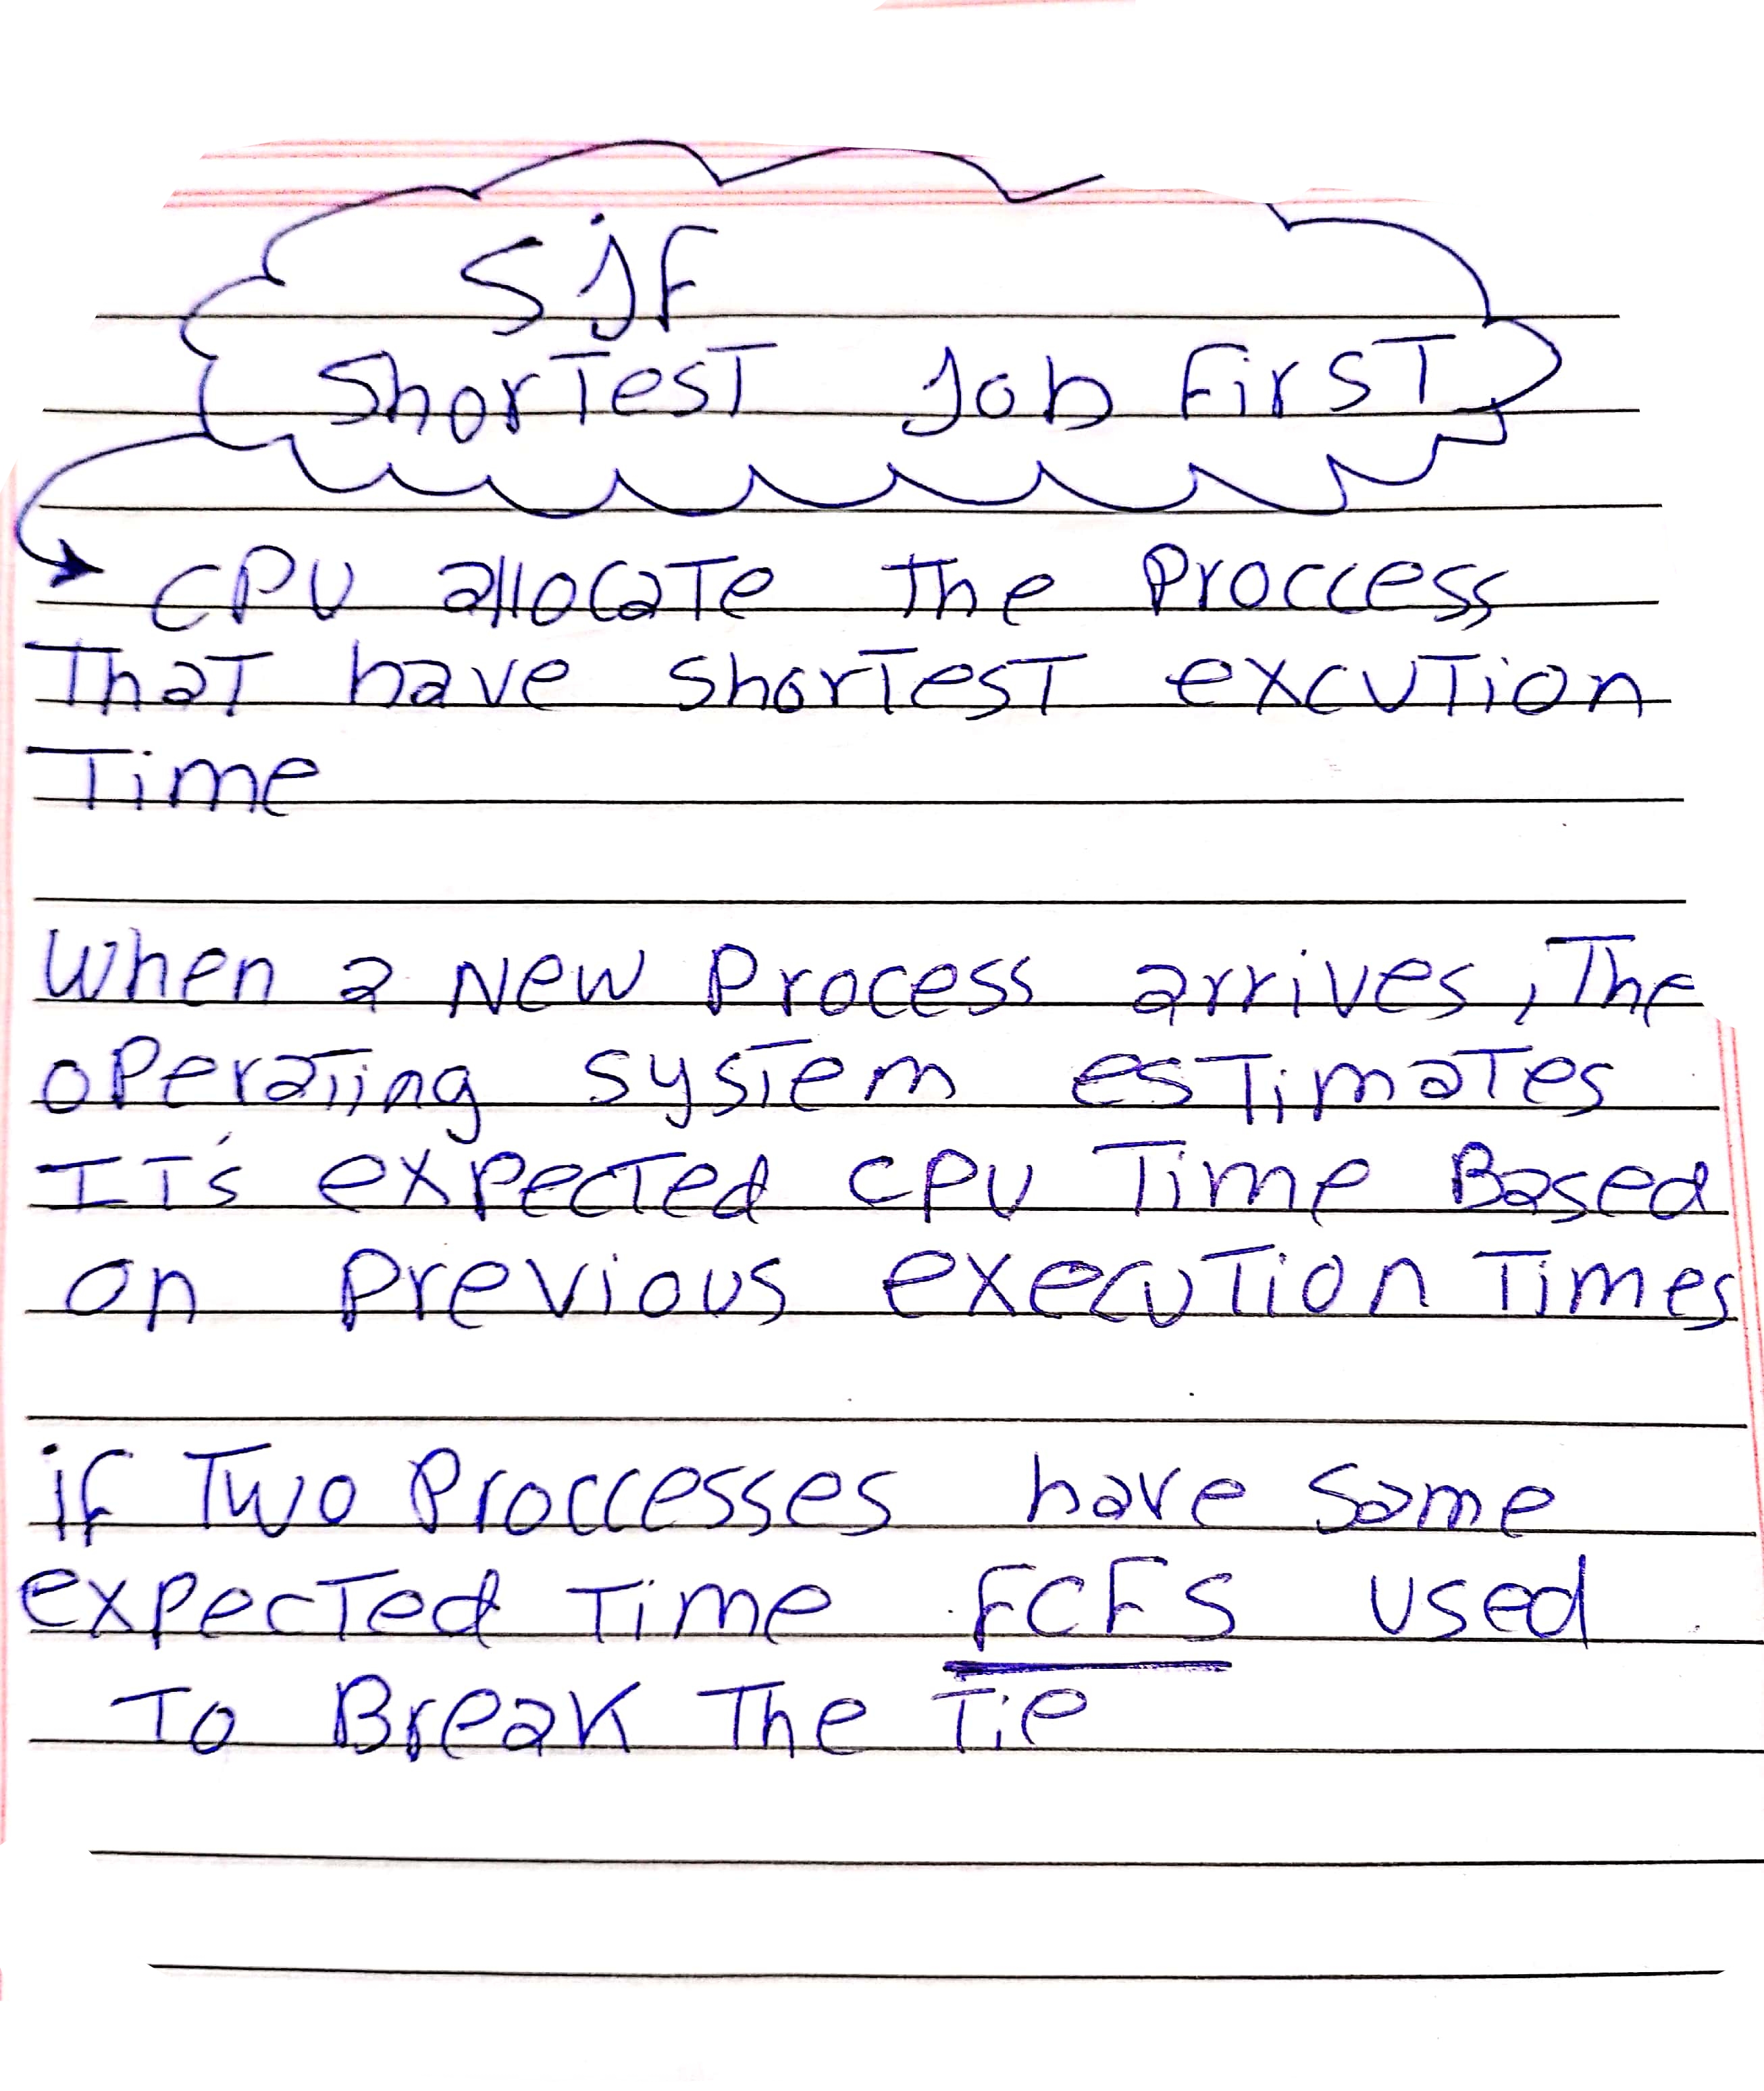 SJF
Shortest Job First
CPU allocate the Proccess
That have shortest excution
Time
When a New Process arrives, The
operating system estimates
It's expected CPU Time Based
on Previous execution Times
if Two Proccesses have Same
expected Time FCFS used
To Break The Tie